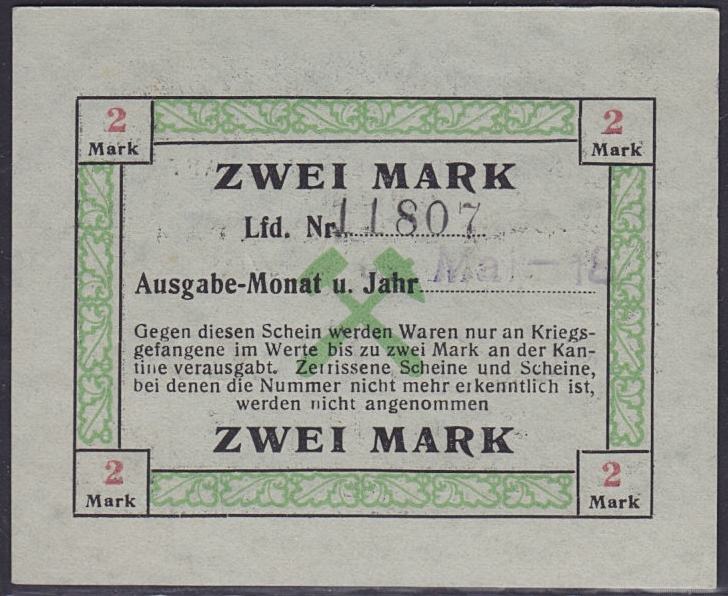 2 Mark
2 Mark
ZWEI MARK
Lfd. Nr. 11807
Ausgabe-Monat u. Jahr Mai-18
Gegen diesen Schein werden Waren nur an Kriegs-
gefangene im Werte bis zu zwei Mark an der Kan-
tine verausgabt. Zerrissene Scheine und Scheine,
bei denen die Nummer nicht mehr erkenntlich ist,
werden nicht angenommen
ZWEI MARK
2 Mark
2 Mark